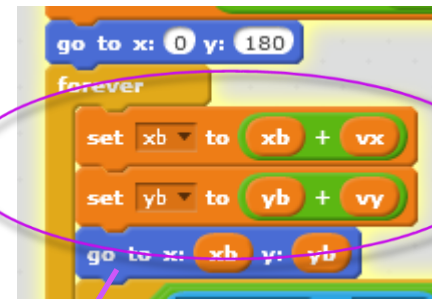 go to x: 0 y: 180
forever
set xb to xb + vx
set yb to yb + vy
go to x: xb y: yb